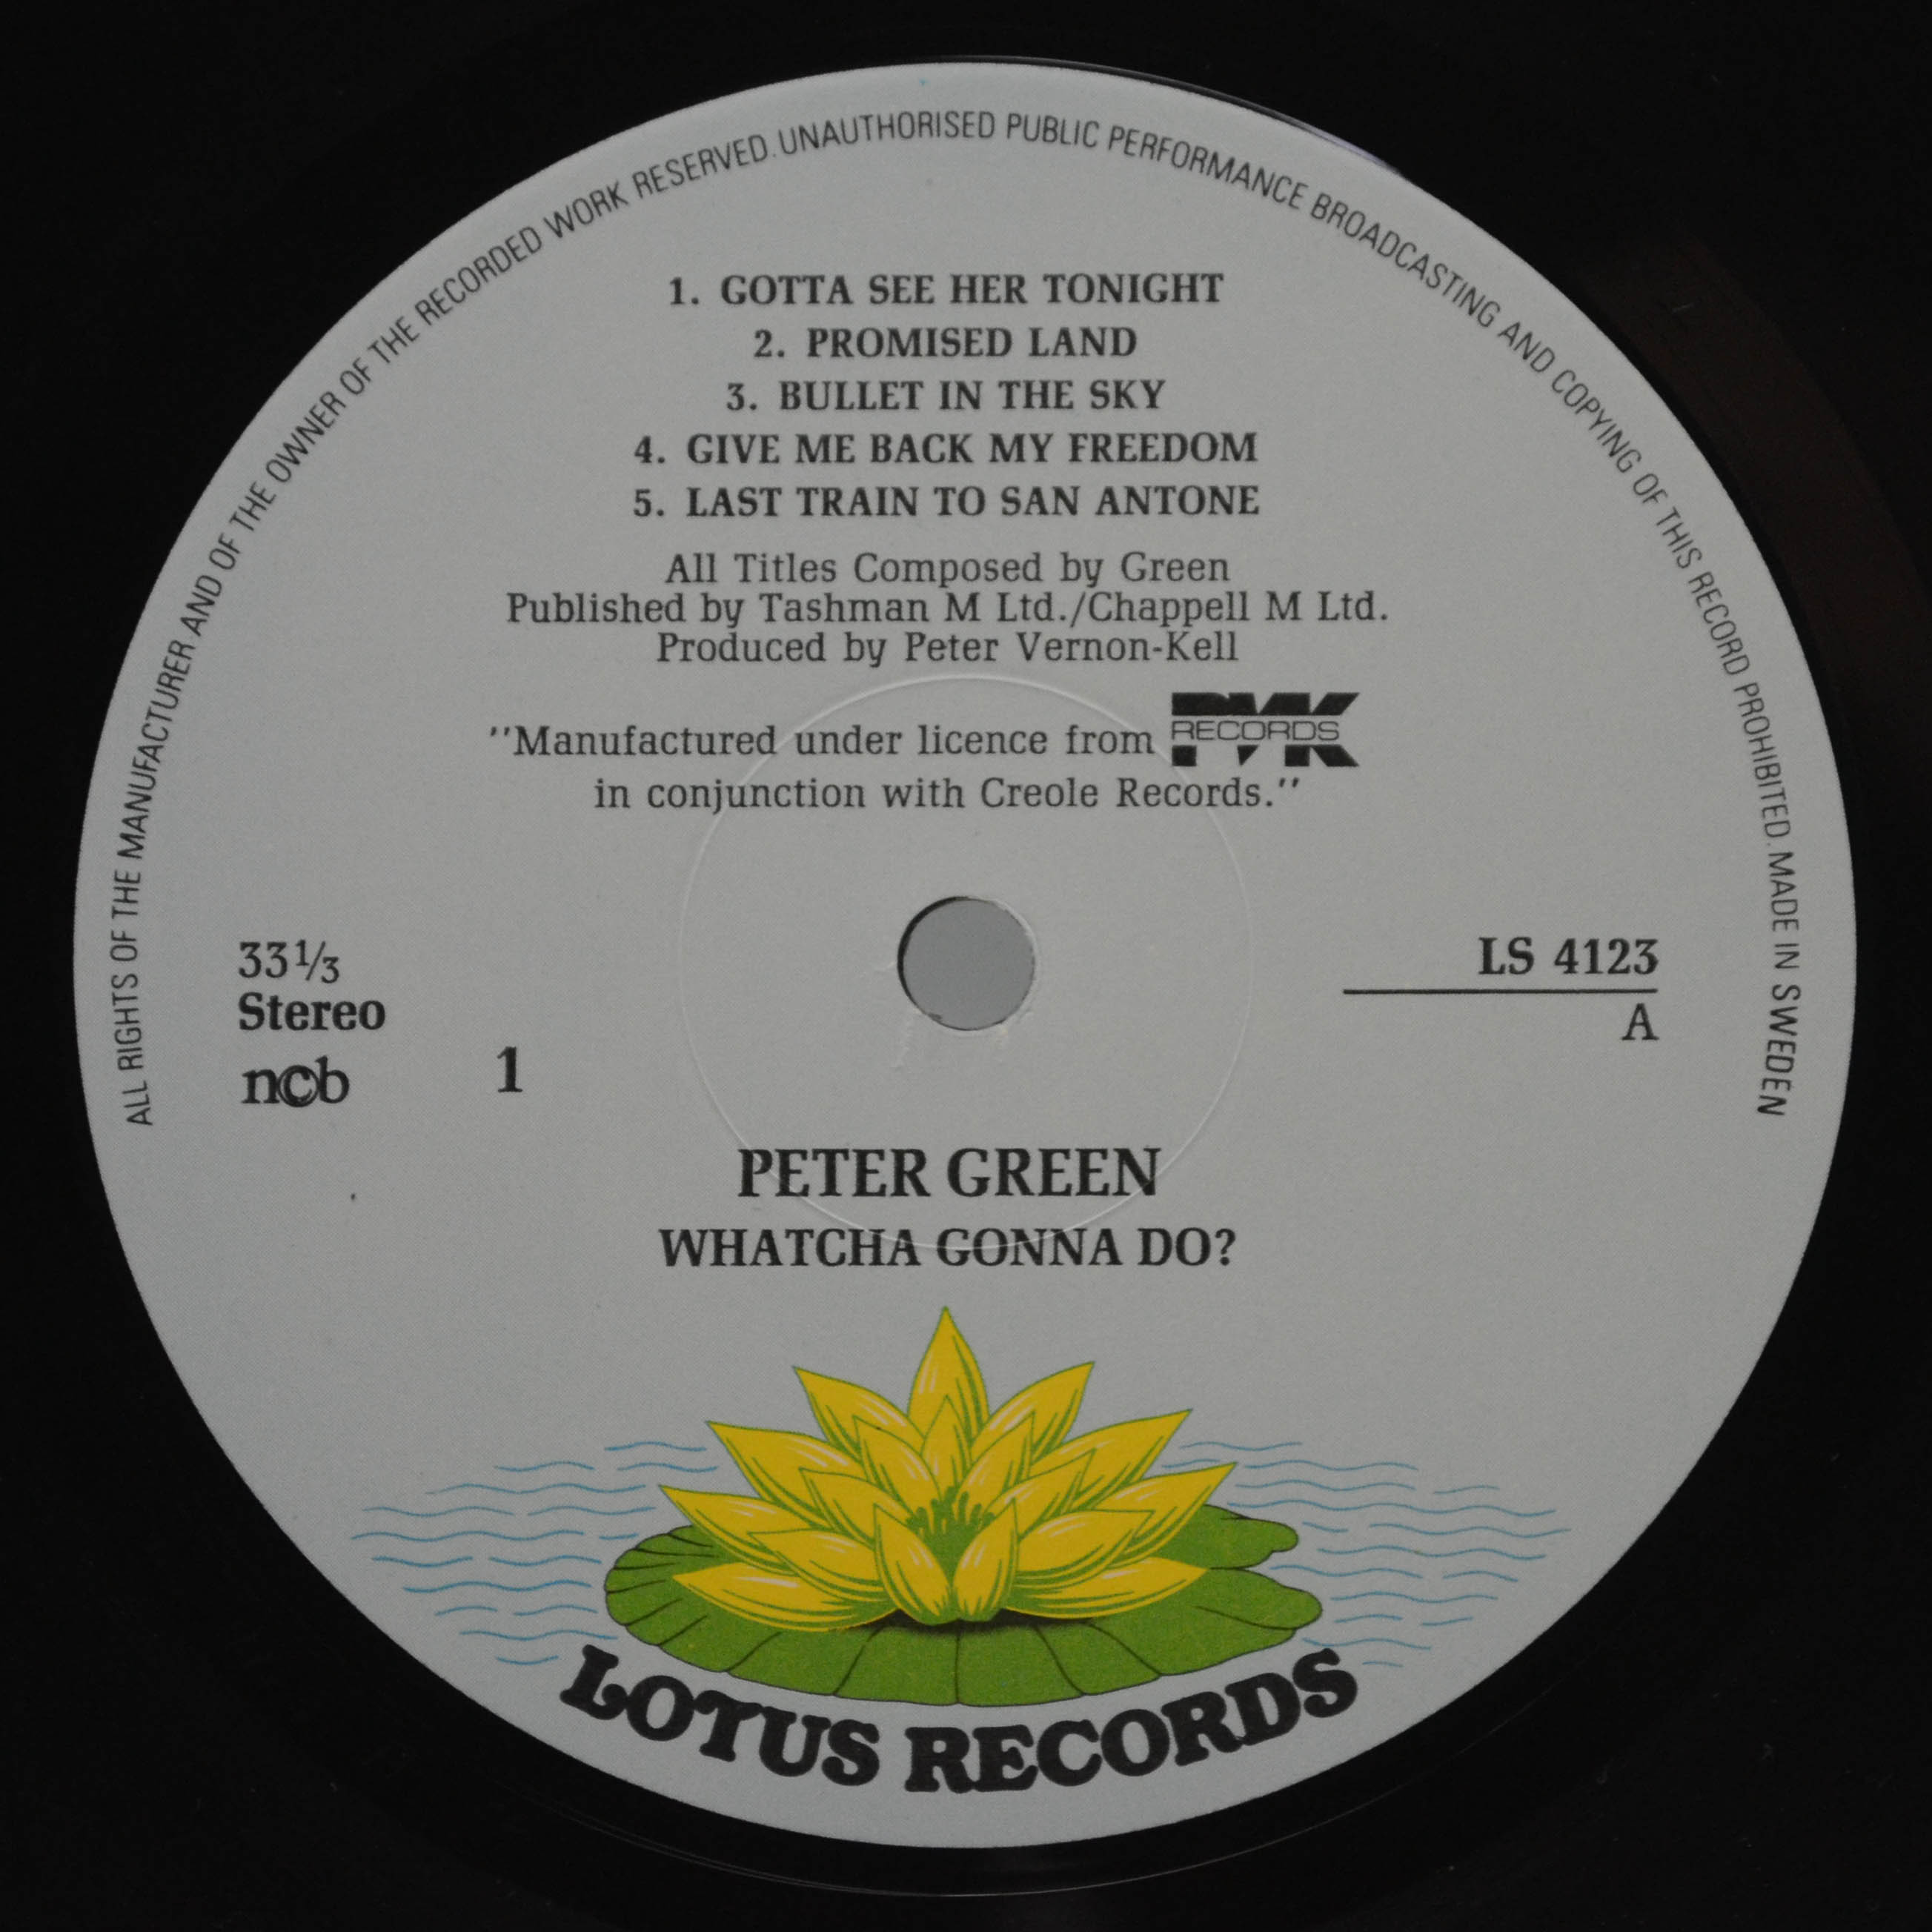 ALL RIGHTS OF THE MANUFACTURER AND OF THE OWNER OF THE RECORDED WORK RESERVED. UNAUTHORISED PUBLIC PERFORMANCE BROADCASTING AND COPYING OF THIS RECORD PROHIBITED. MADE IN SWEDEN
1. GOTTA SEE HER TONIGHT
2. PROMISED LAND
3. BULLET IN THE SKY
4. GIVE ME BACK MY FREEDOM
5. LAST TRAIN TO SAN ANTONE
All Titles Composed by Green
Published by Tashman M Ltd./Chappell M Ltd.
Produced by Peter Vernon-Kell
''Manufactured under licence from PVK RECORDS
in conjunction with Creole Records.''
33 1/3
Stereo
ncb
1
LS 4123
A
PETER GREEN
WHATCHA GONNA DO?
LOTUS RECORDS